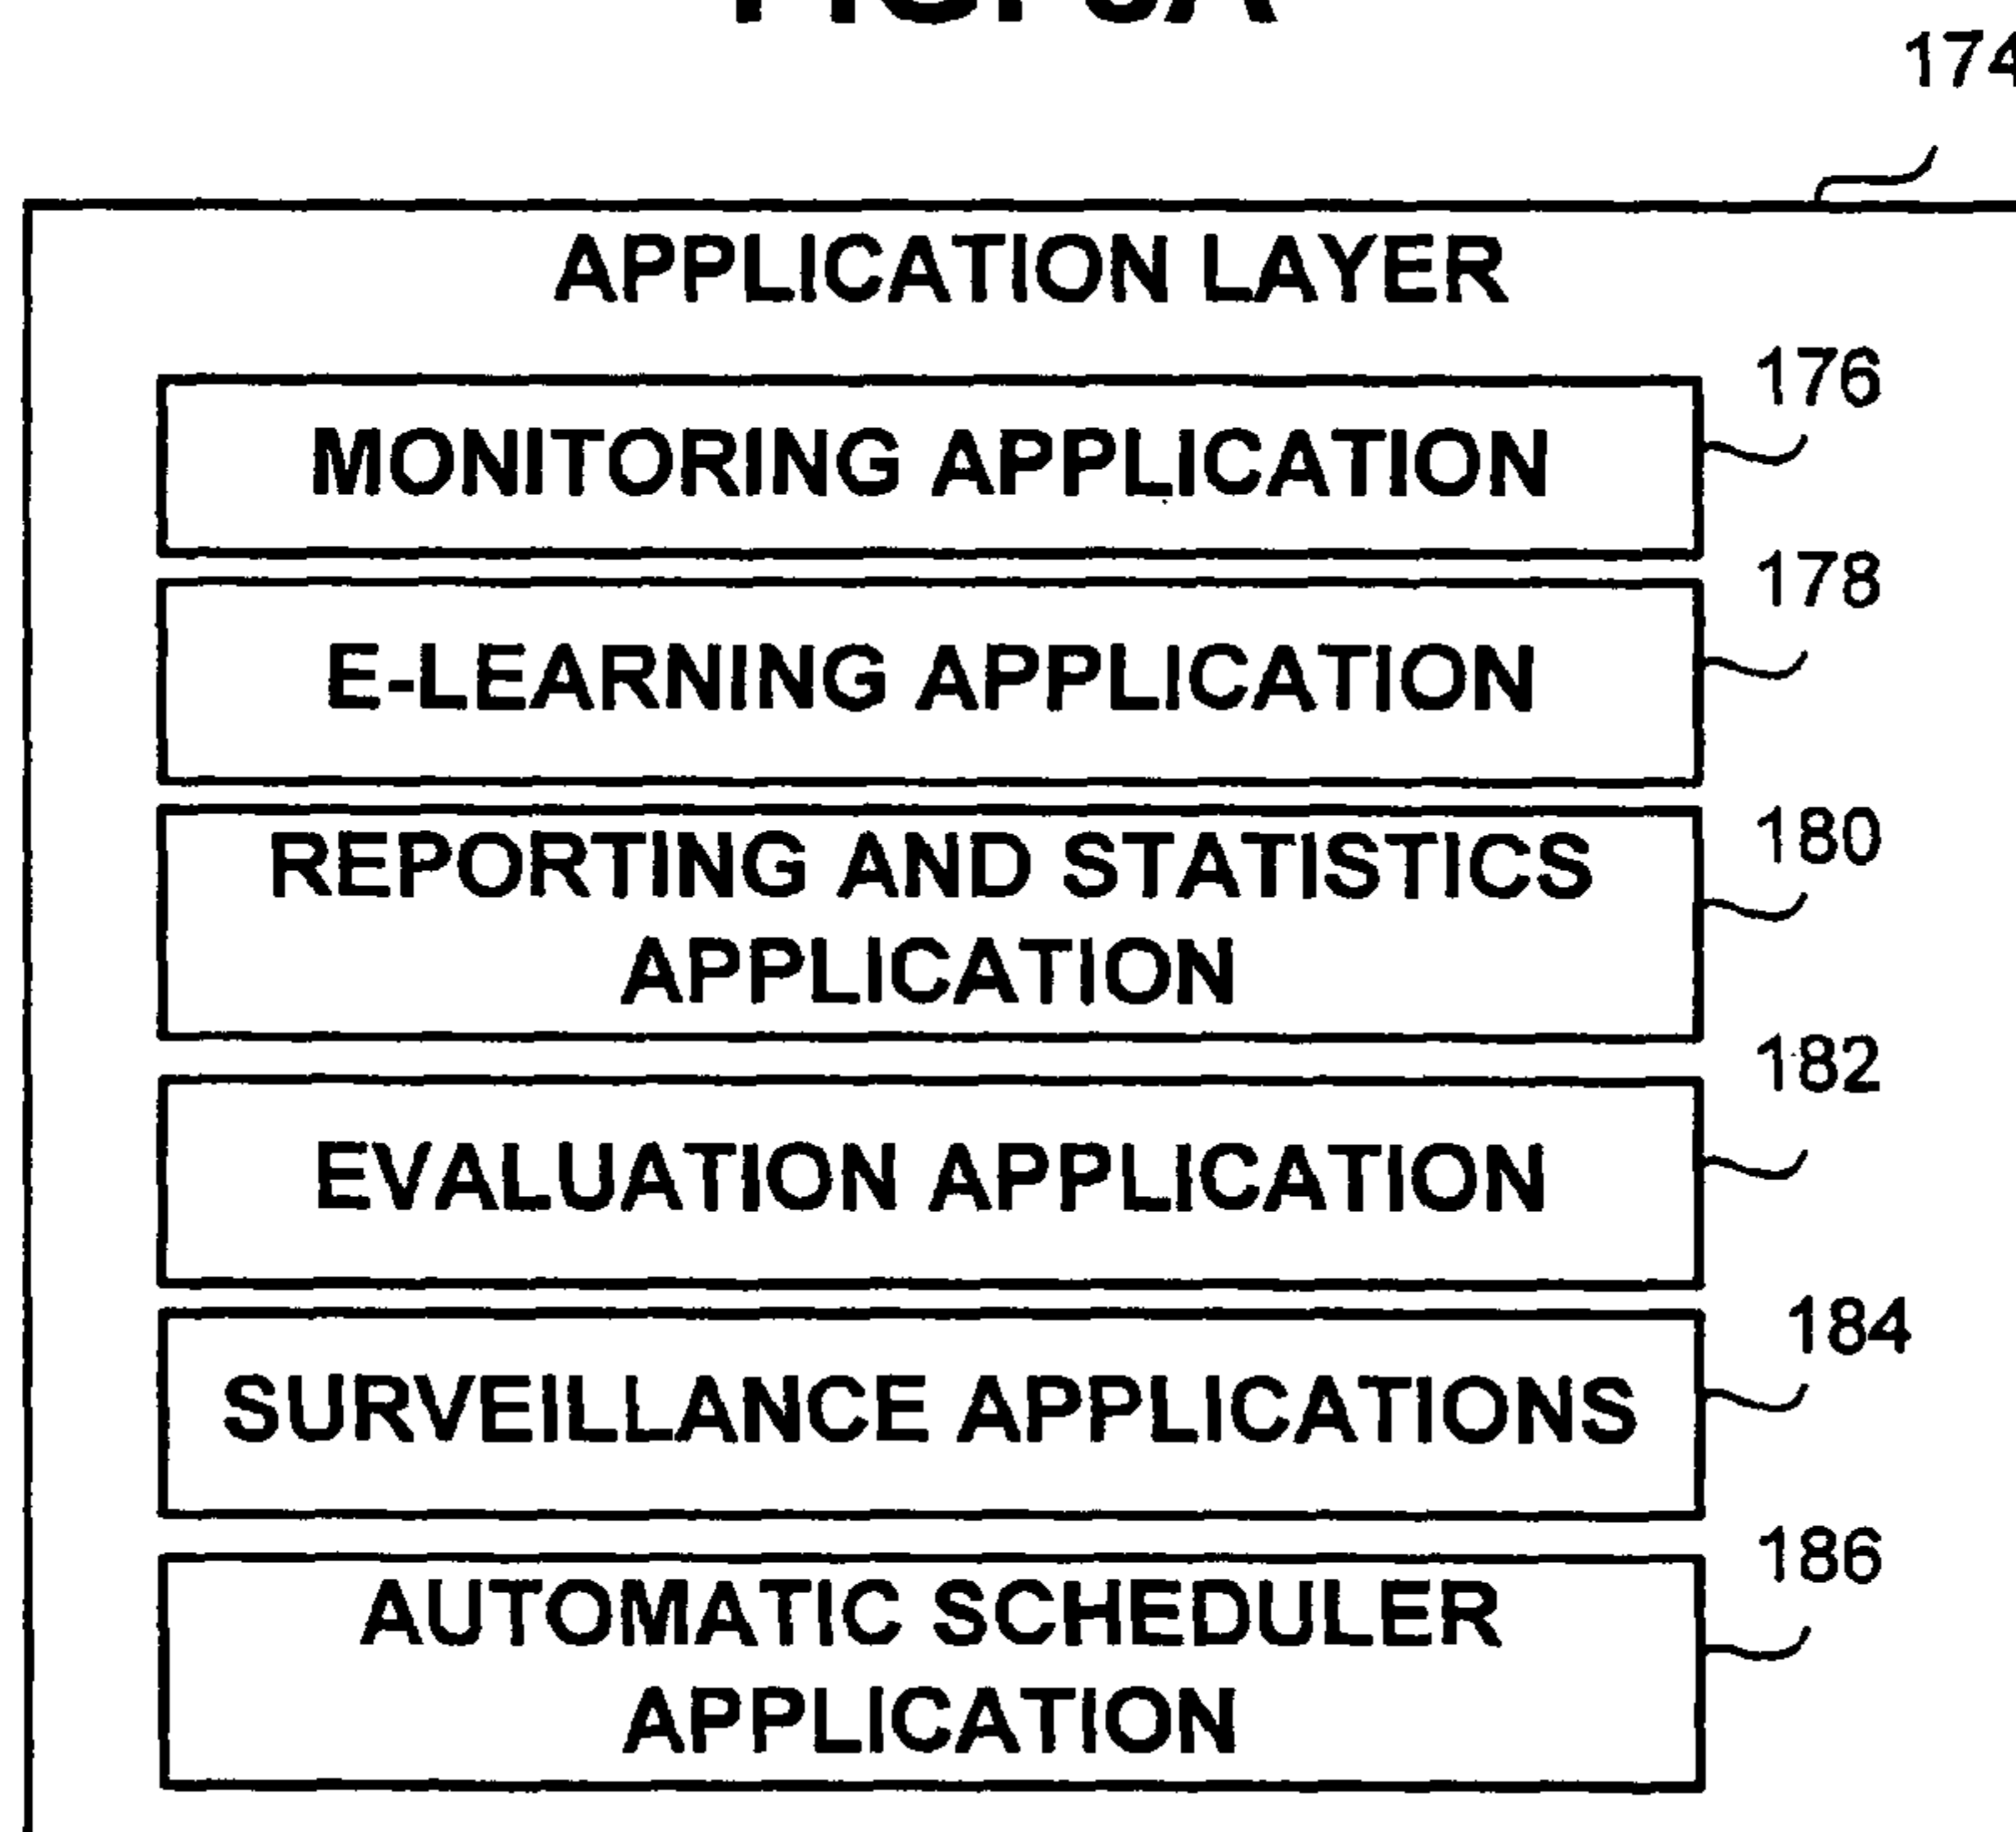 174
APPLICATION LAYER
176
MONITORING APPLICATION
178
E-LEARNING APPLICATION
180
REPORTING AND STATISTICS
APPLICATION
182
EVALUATION APPLICATION
184
SURVEILLANCE APPLICATIONS
186
AUTOMATIC SCHEDULER
APPLICATION